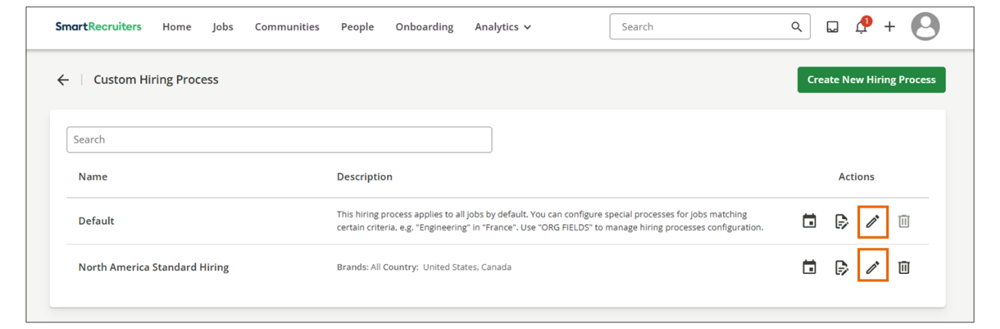 SmartRecruiters Home Jobs Communities People Onboarding Analytics Search 1
Custom Hiring Process Create New Hiring Process
Search
Name Description Actions
Default
This hiring process applies to all jobs by default. You can configure special processes for jobs matching
certain criteria, e.g. "Engineering" in "France". Use "ORG FIELDS" to manage hiring processes configuration.
North America Standard Hiring Brands: All Country: United States, Canada